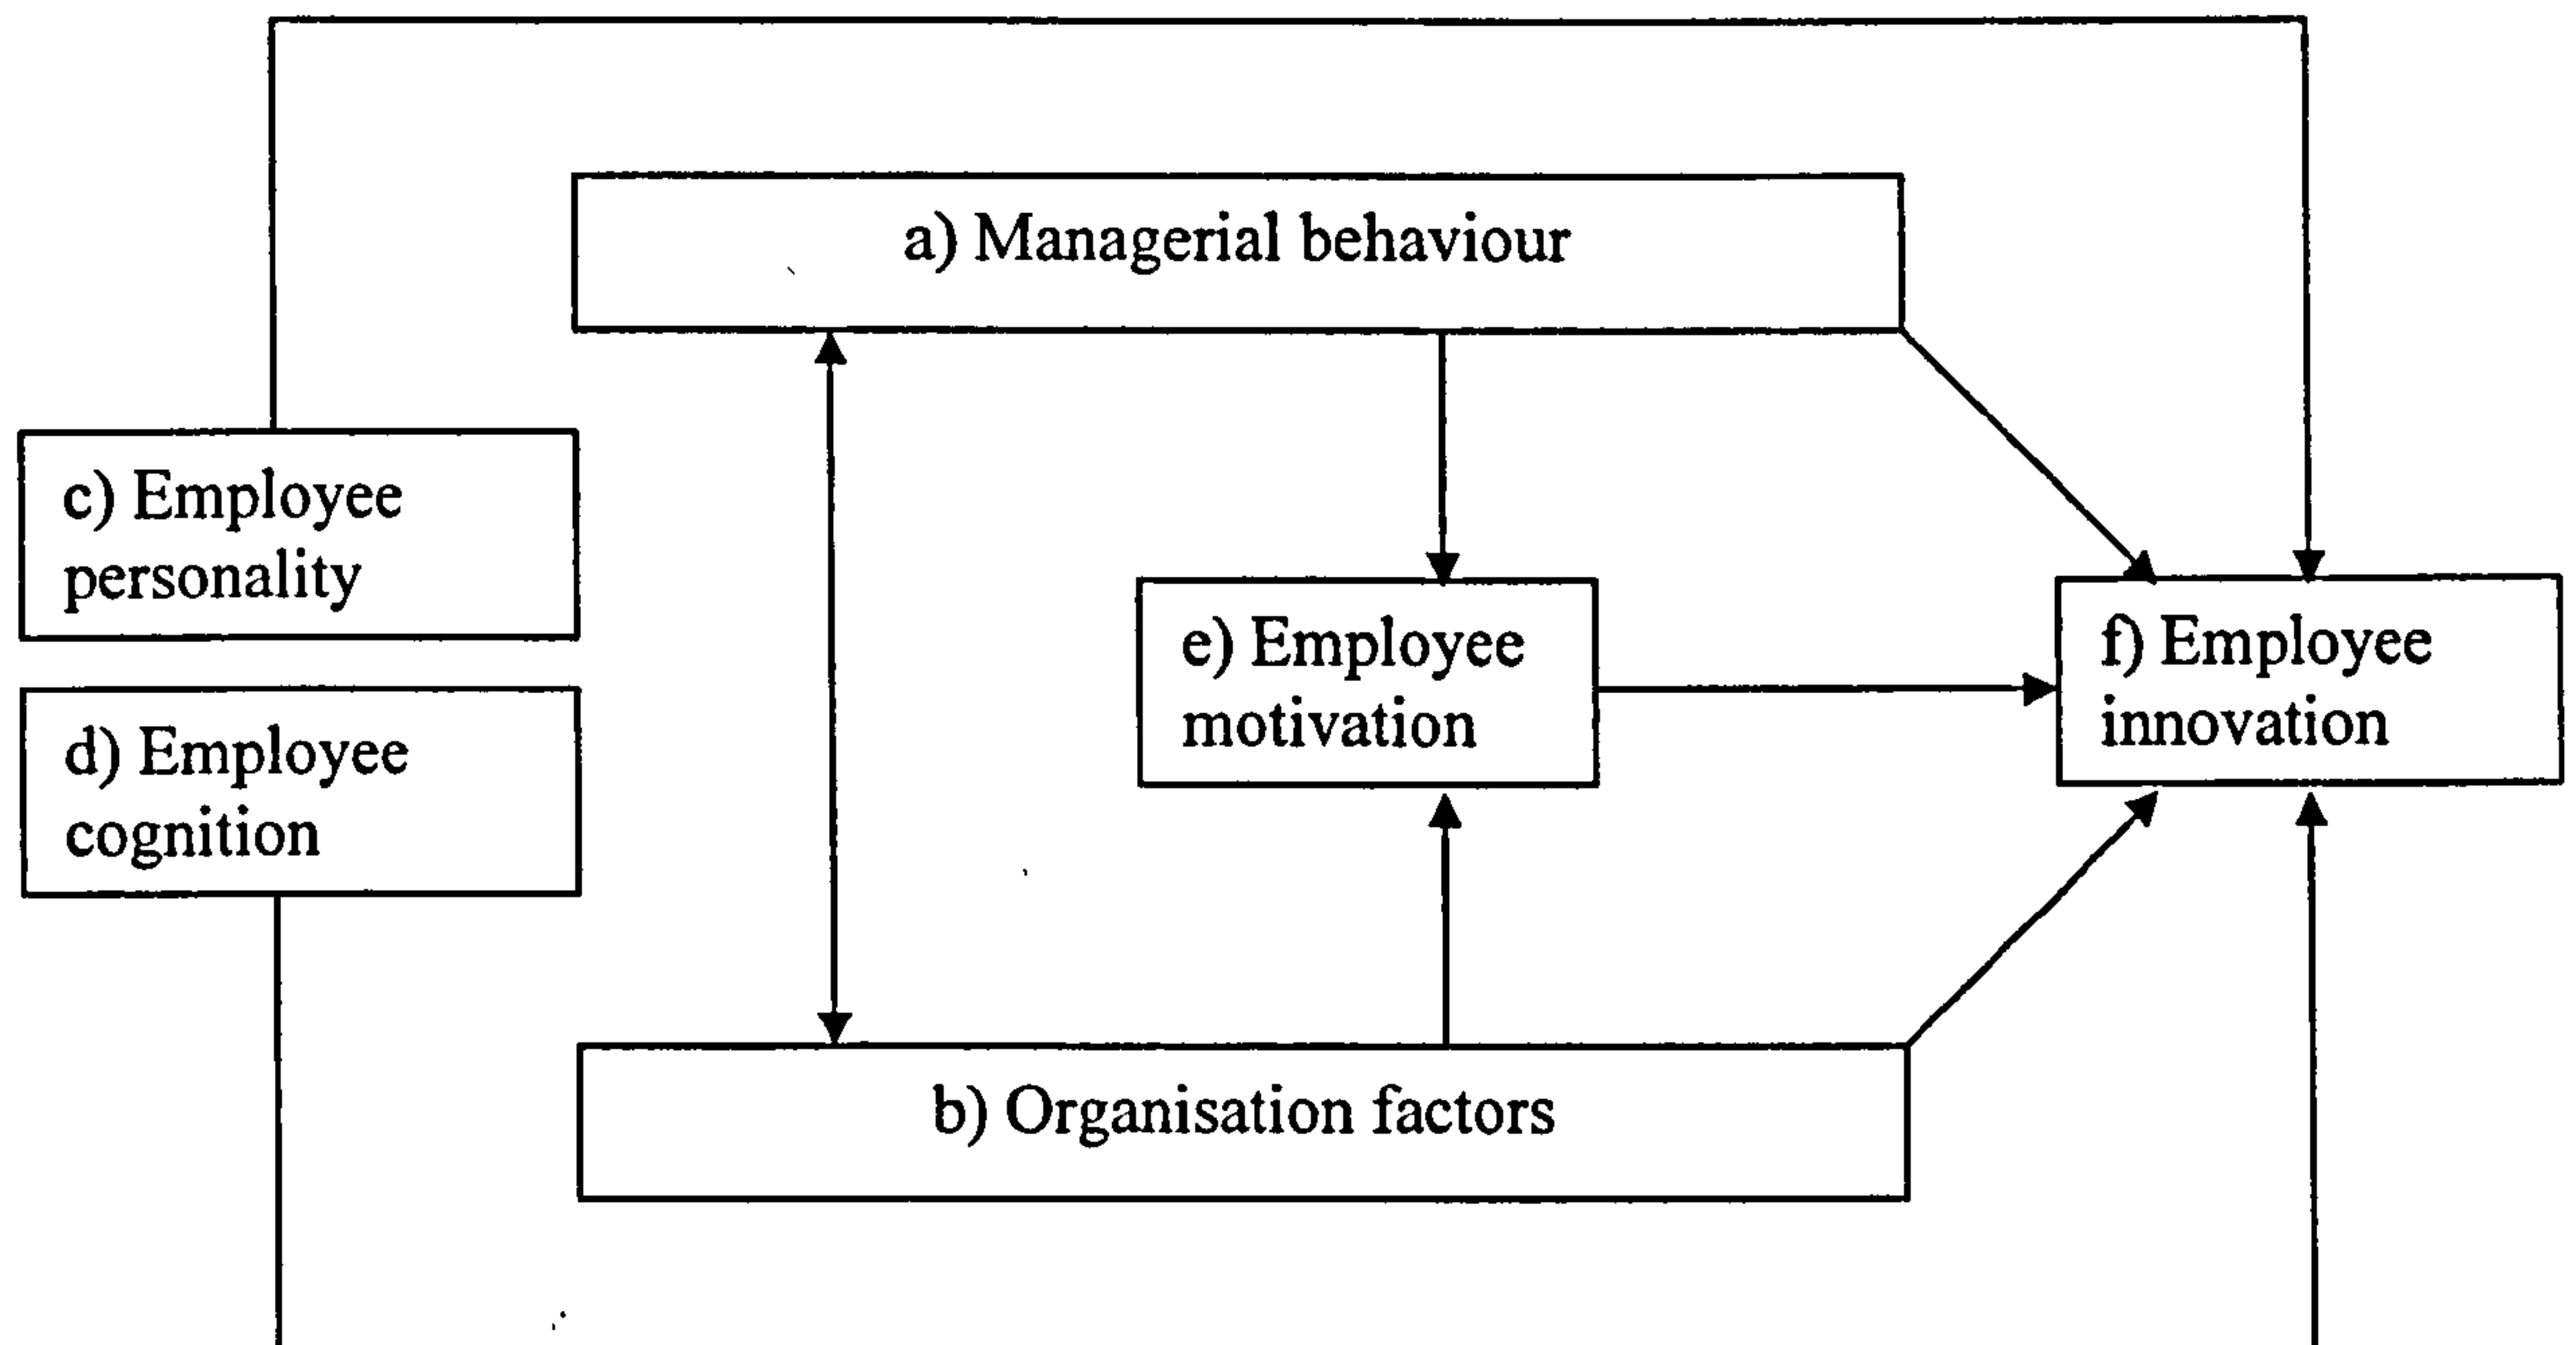 a) Managerial behaviour
c) Employee
personality
e) Employee
motivation
f) Employee
innovation
d) Employee
cognition
b) Organisation factors